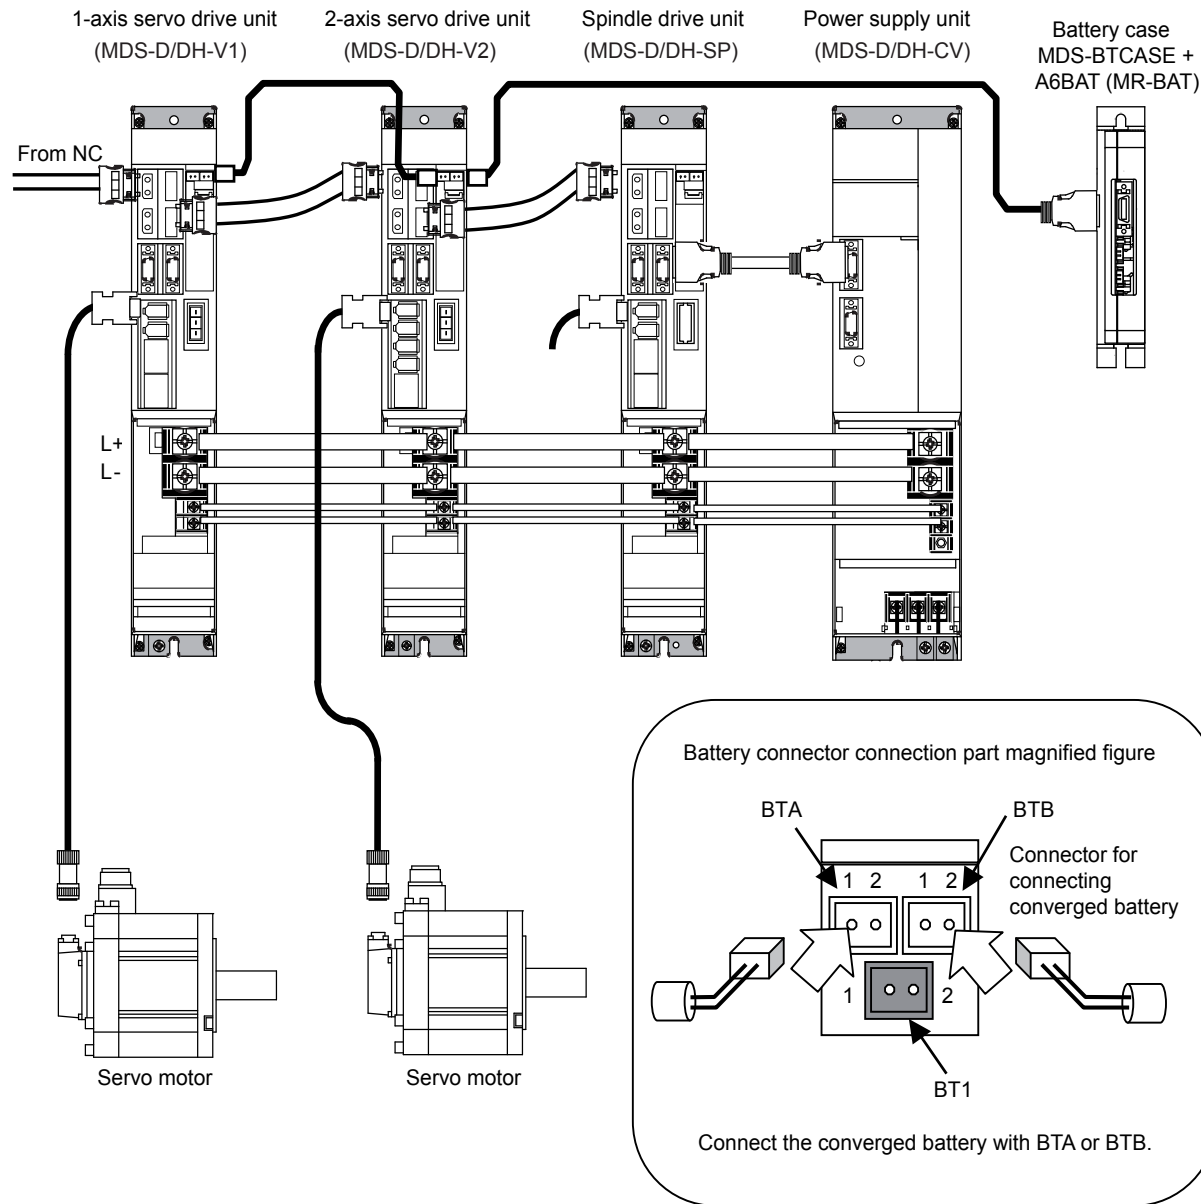 1-axis servo drive unit
(MDS-D/DH-V1)
2-axis servo drive unit
(MDS-D/DH-V2)
Spindle drive unit
(MDS-D/DH-SP)
Power supply unit
(MDS-D/DH-CV)
Battery case
MDS-BTCASE +
A6BAT (MR-BAT)
From NC
L+
L-
Servo motor
Servo motor
Battery connector connection part magnified figure
BTA
BTB
1 2
1 2
Connector for
connecting
converged battery
1
2
BT1
Connect the converged battery with BTA or BTB.